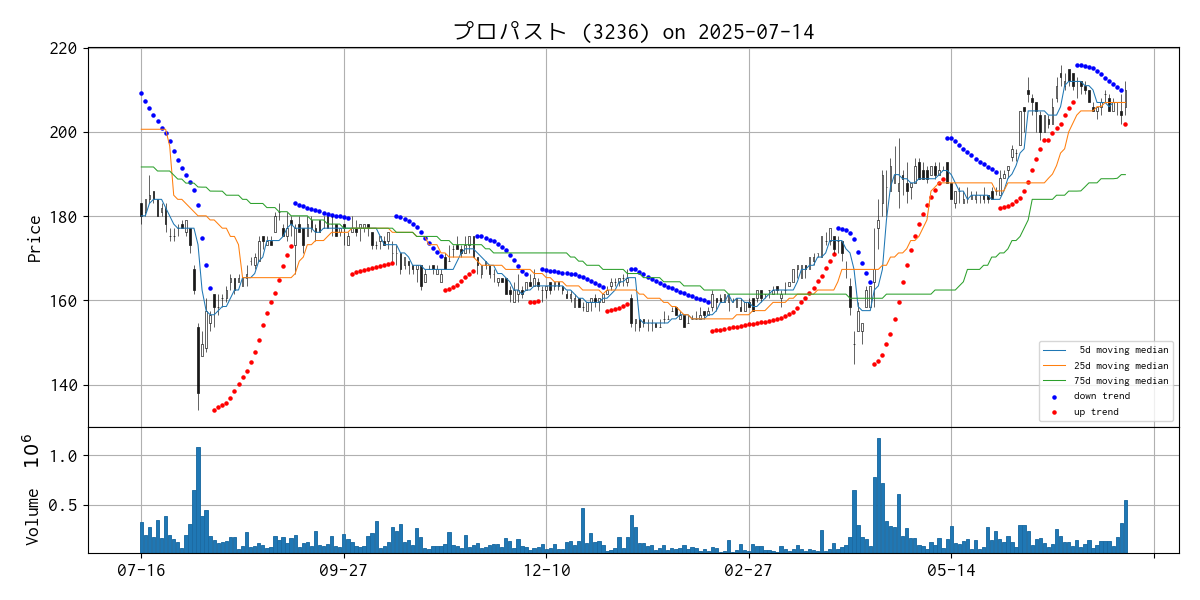 プロパスト (3236) on 2025-07-14
Price
220
200
180
160
140
5d moving median
25d moving median
75d moving median
down trend
up trend
Volume 10^6
1.0
0.5
07-16 09-27 12-10 02-27 05-14